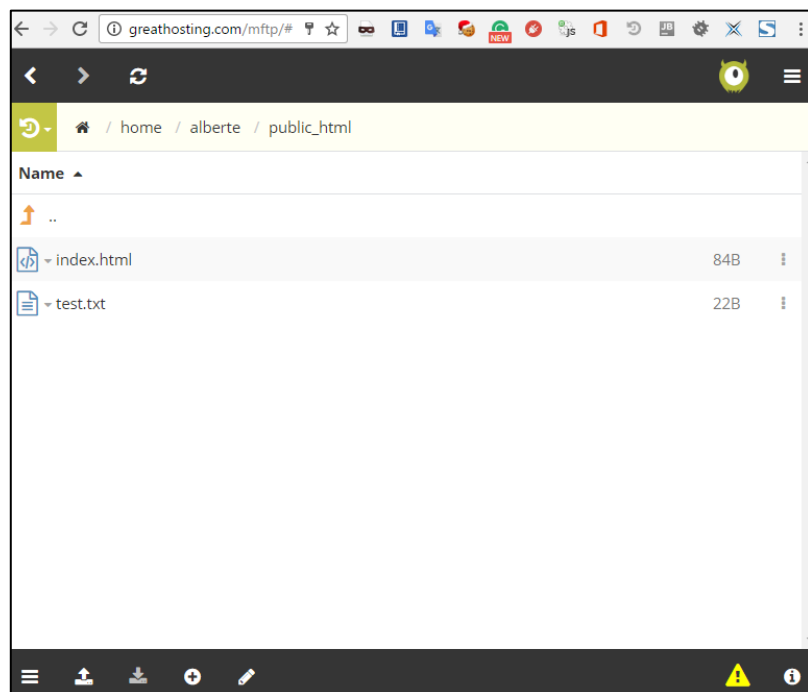 greathosting.com/mftp/#
NEW
js
JB
S
/ home / alberte / public_html
Name
..
index.html 84B
test.txt 22B